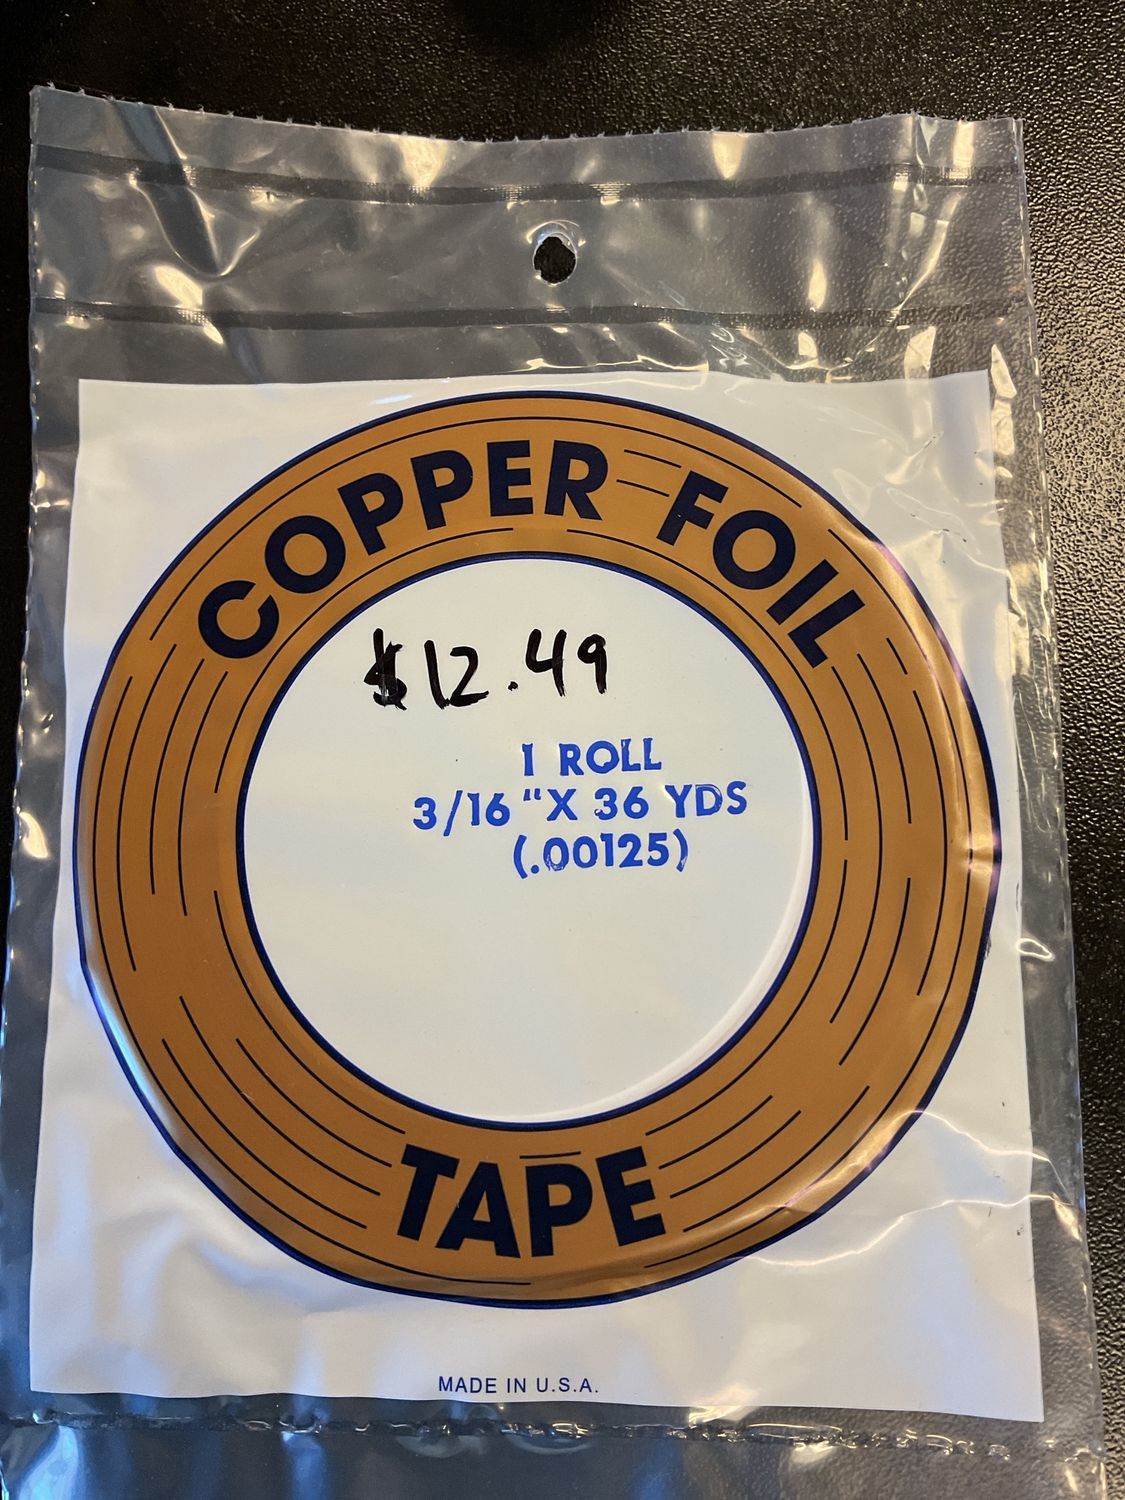 COPPER FOIL
$12.49
1 ROLL
3/16 "X 36 YDS
(.00125)
TAPE
MADE IN U.S.A.